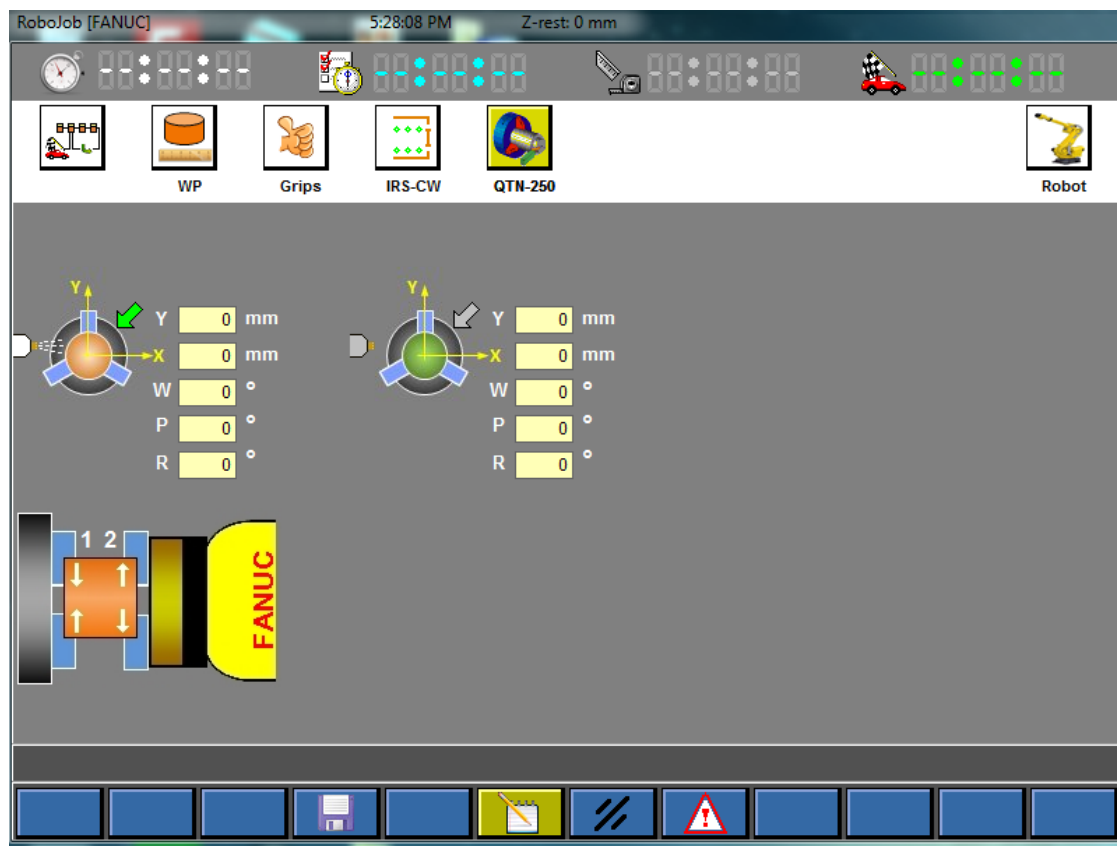 RoboJob [FANUC] 5:28:08 PM Z-rest: 0 mm
--:--:-- --:--:-- --:--:-- --:--:--
WP Grips IRS-CW QTN-250 Robot
Y Y
Y 0 mm Y 0 mm
X 0 mm X 0 mm
W 0 ° W 0 °
P 0 ° P 0 °
R 0 ° R 0 °
1 2
FANUC